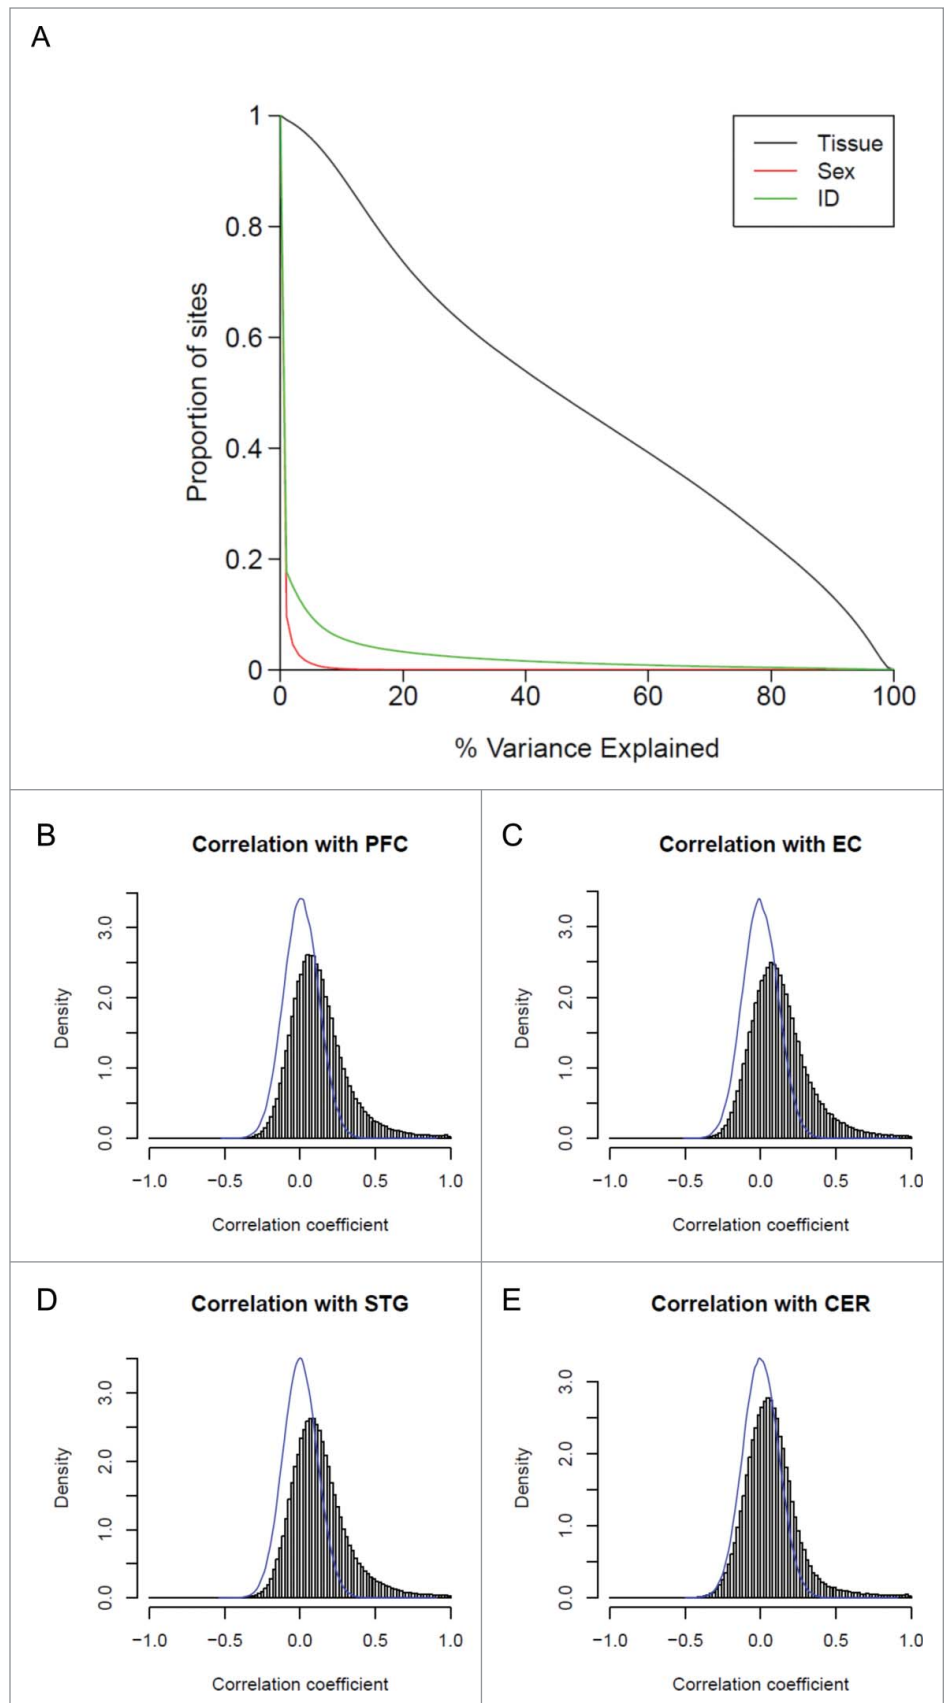 A
1
0.8
0.6
0.4
0.2
0
Proportion of sites
Tissue
Sex
ID
0 20 40 60 80 100
% Variance Explained
B
Correlation with PFC
Density
3.0
2.0
1.0
0.0
−1.0 −0.5 0.0 0.5 1.0
Correlation coefficient
C
Correlation with EC
Density
3.0
2.0
1.0
0.0
−1.0 −0.5 0.0 0.5 1.0
Correlation coefficient
D
Correlation with STG
Density
3.0
2.0
1.0
0.0
−1.0 −0.5 0.0 0.5 1.0
Correlation coefficient
E
Correlation with CER
Density
3.0
2.0
1.0
0.0
−1.0 −0.5 0.0 0.5 1.0
Correlation coefficient